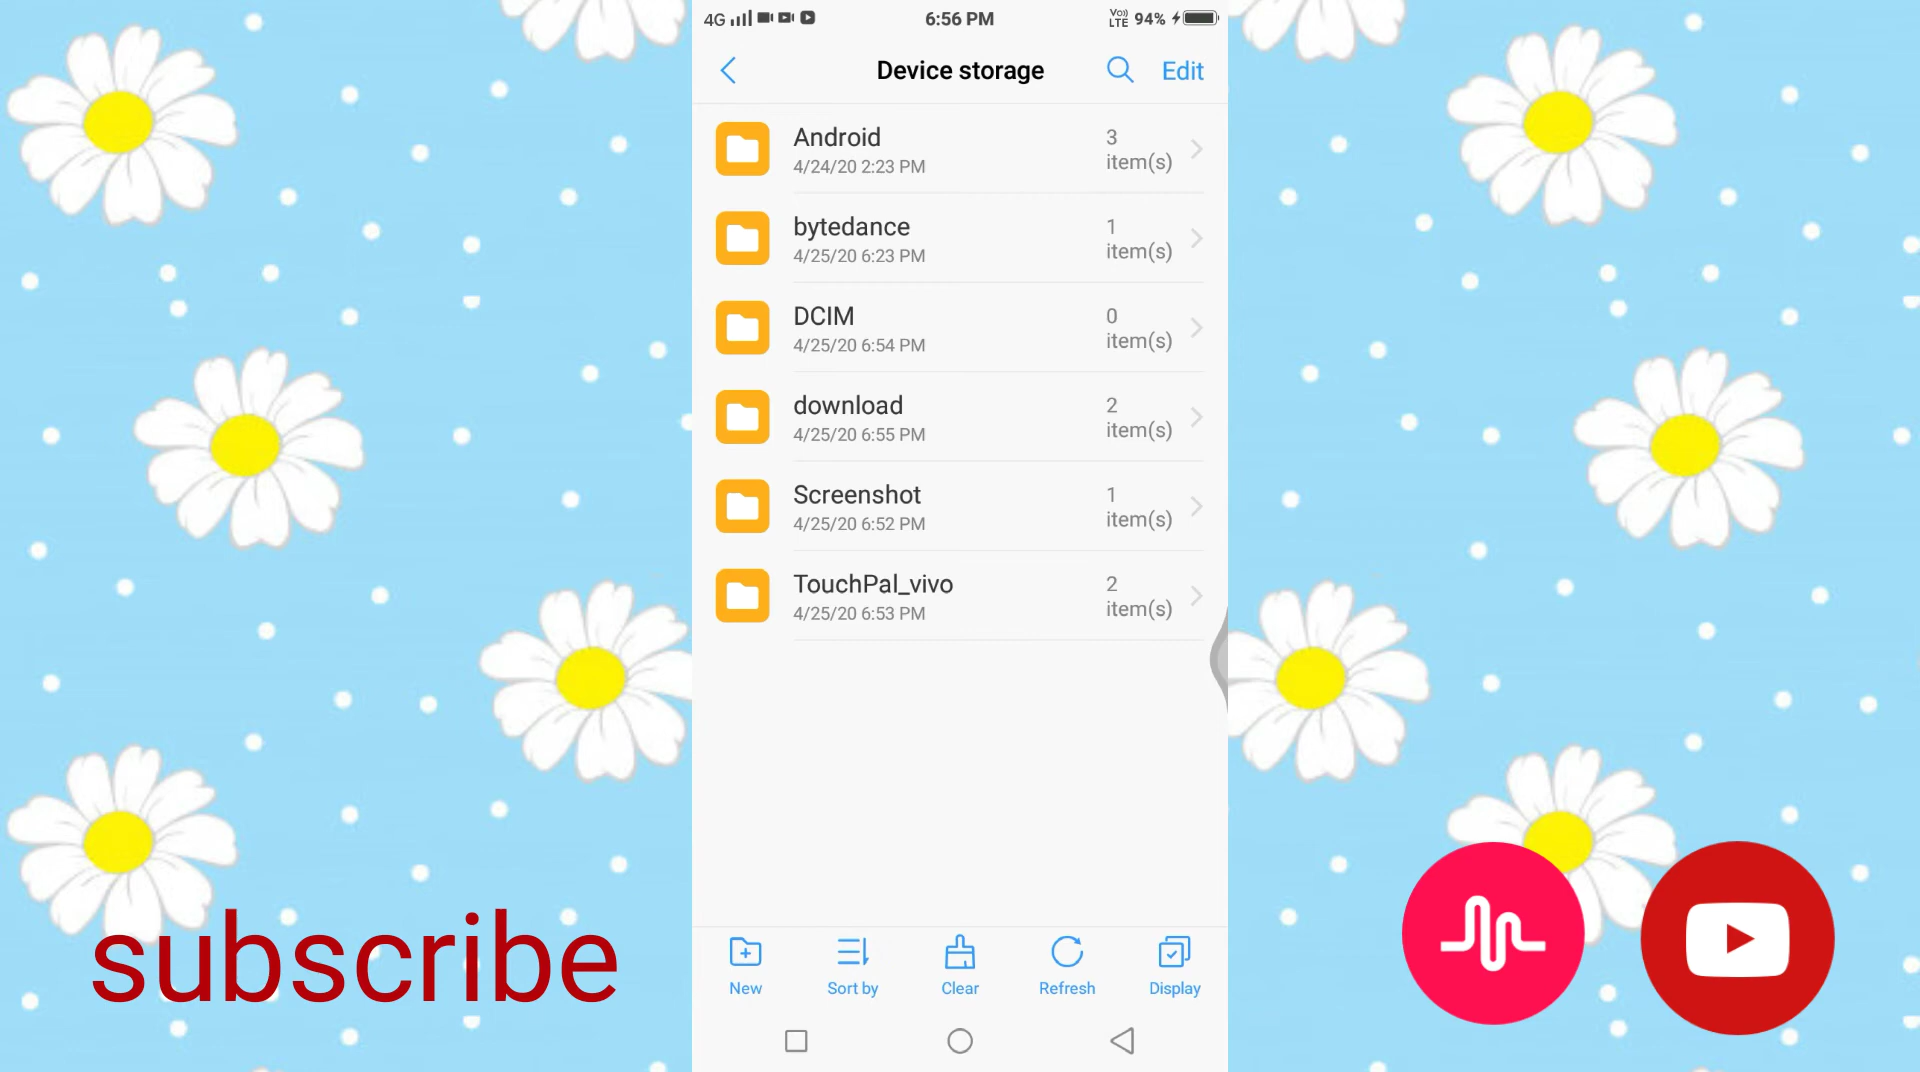 4G 6:56 PM Vo)) LTE 94%
Device storage Edit
Android 3 item(s)
4/24/20 2:23 PM
bytedance 1 item(s)
4/25/20 6:23 PM
DCIM 0 item(s)
4/25/20 6:54 PM
download 2 item(s)
4/25/20 6:55 PM
Screenshot 1 item(s)
4/25/20 6:52 PM
TouchPal_vivo 2 item(s)
4/25/20 6:53 PM
subscribe
New Sort by Clear Refresh Display